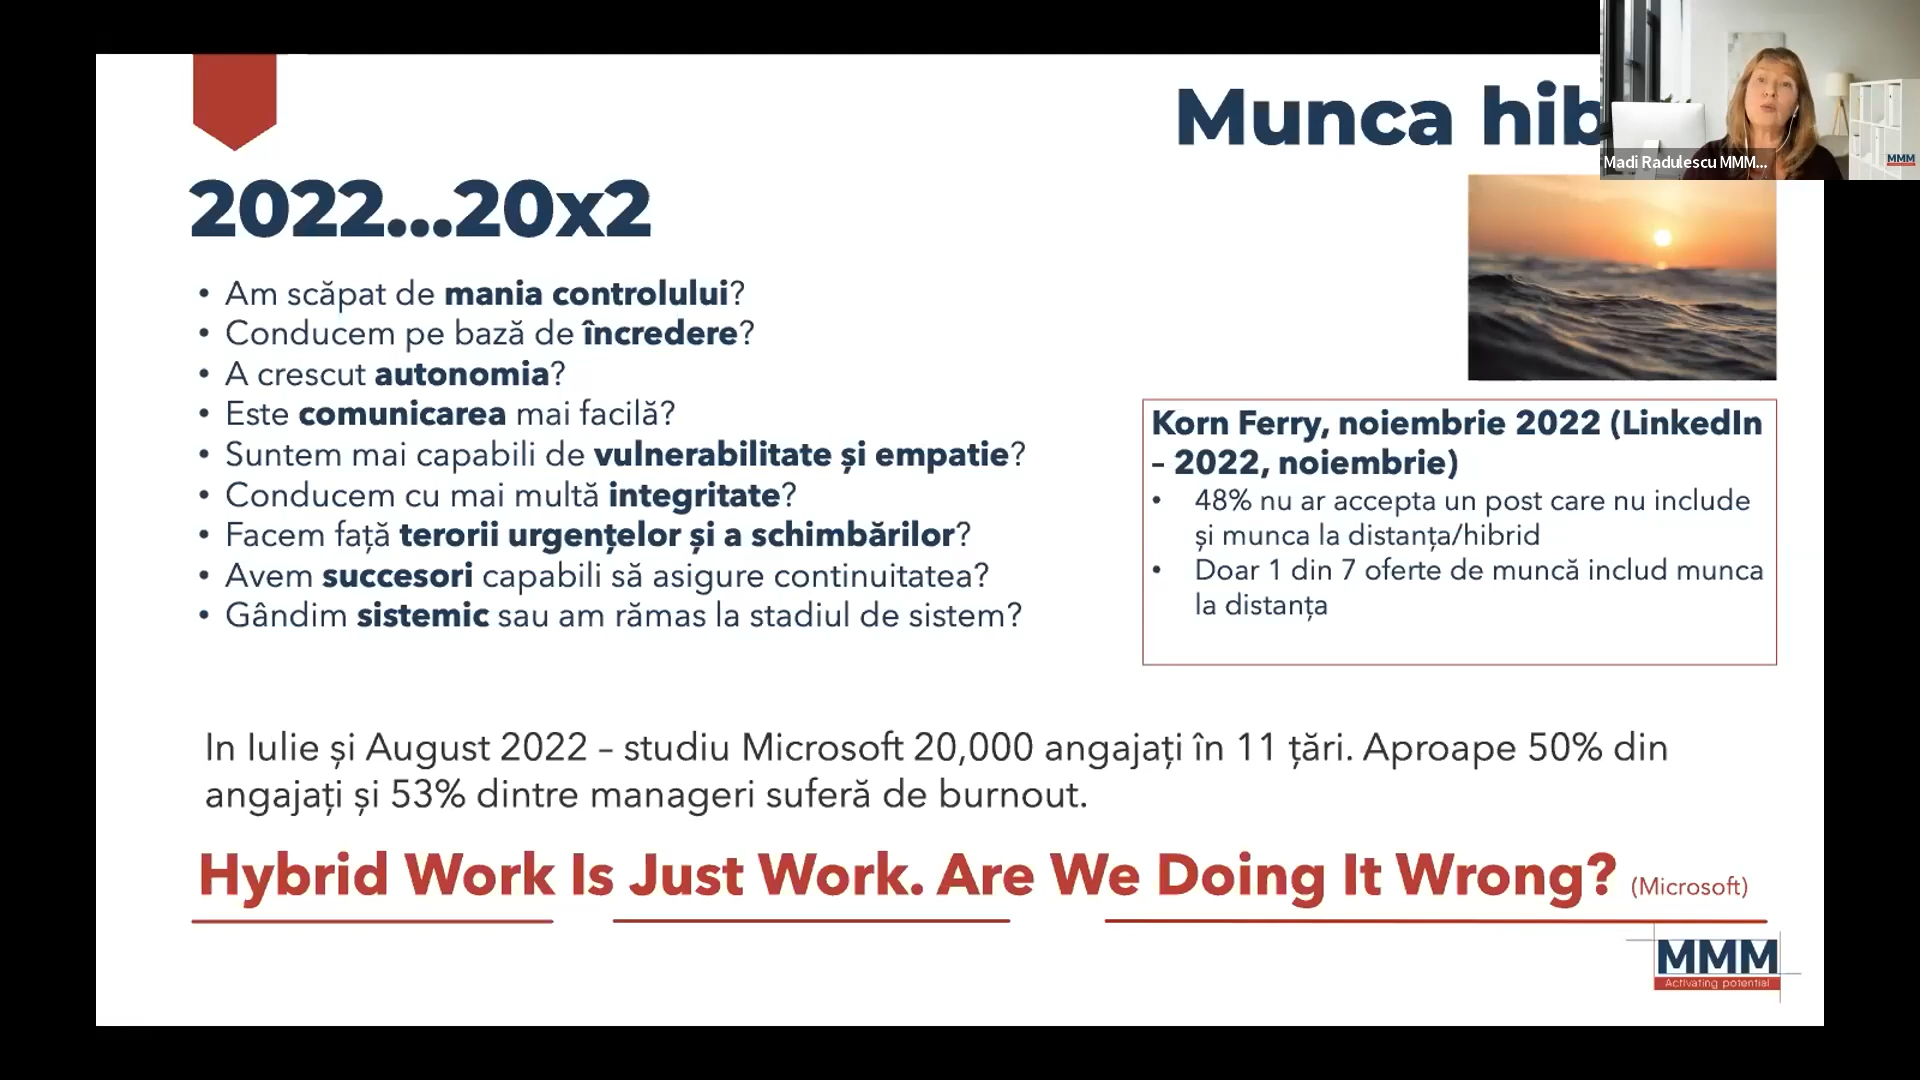 Munca hib
Madi Radulescu MMM...
MMM
2022...20x2
• Am scăpat de mania controlului?
• Conducem pe bază de încredere?
• A crescut autonomia?
• Este comunicarea mai facilă?
• Suntem mai capabili de vulnerabilitate și empatie?
• Conducem cu mai multă integritate?
• Facem față terorii urgențelor și a schimbărilor?
• Avem succesori capabili să asigure continuitatea?
• Gândim sistemic sau am rămas la stadiul de sistem?
Korn Ferry, noiembrie 2022 (LinkedIn
– 2022, noiembrie)
• 48% nu ar accepta un post care nu include
și munca la distanța/hibrid
• Doar 1 din 7 oferte de muncă includ munca
la distanța
In Iulie și August 2022 – studiu Microsoft 20,000 angajați în 11 țări. Aproape 50% din
angajați și 53% dintre manageri suferă de burnout.
Hybrid Work Is Just Work. Are We Doing It Wrong? (Microsoft)
MMM
Activating potential